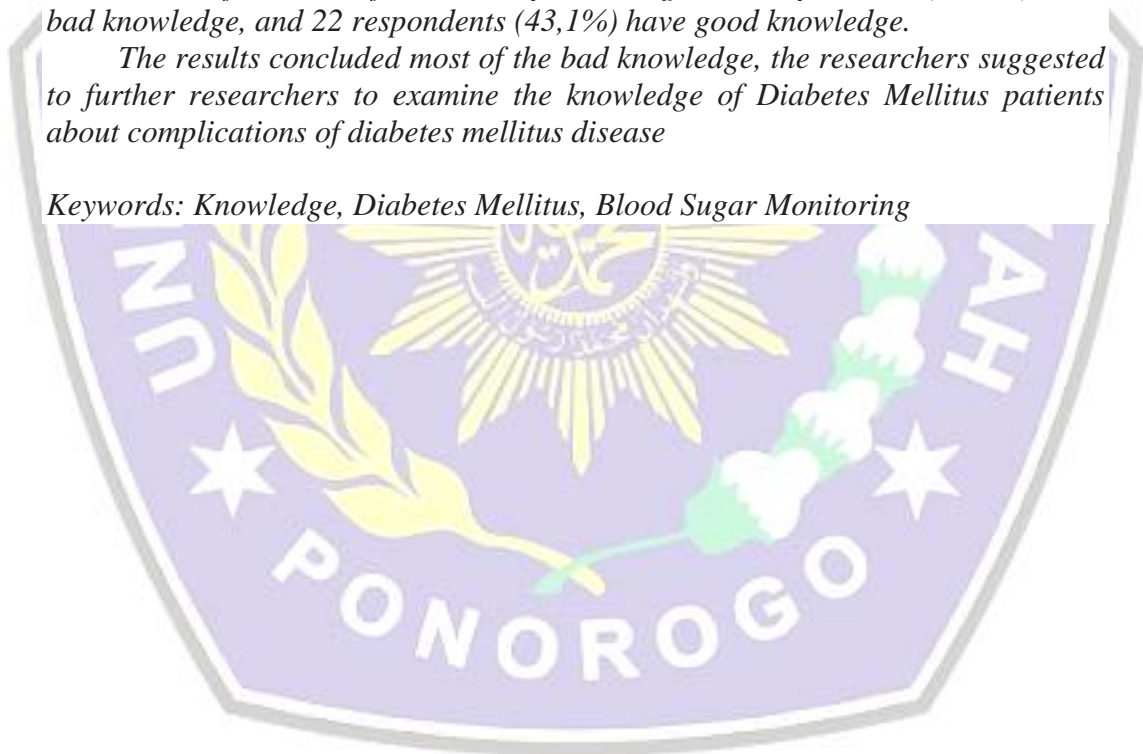 bad knowledge, and 22 respondents (43,1%) have good knowledge.
The results concluded most of the bad knowledge, the researchers suggested
to further researchers to examine the knowledge of Diabetes Mellitus patients
about complications of diabetes mellitus disease
Keywords: Knowledge, Diabetes Mellitus, Blood Sugar Monitoring
UNI
YAH
PONOROGO